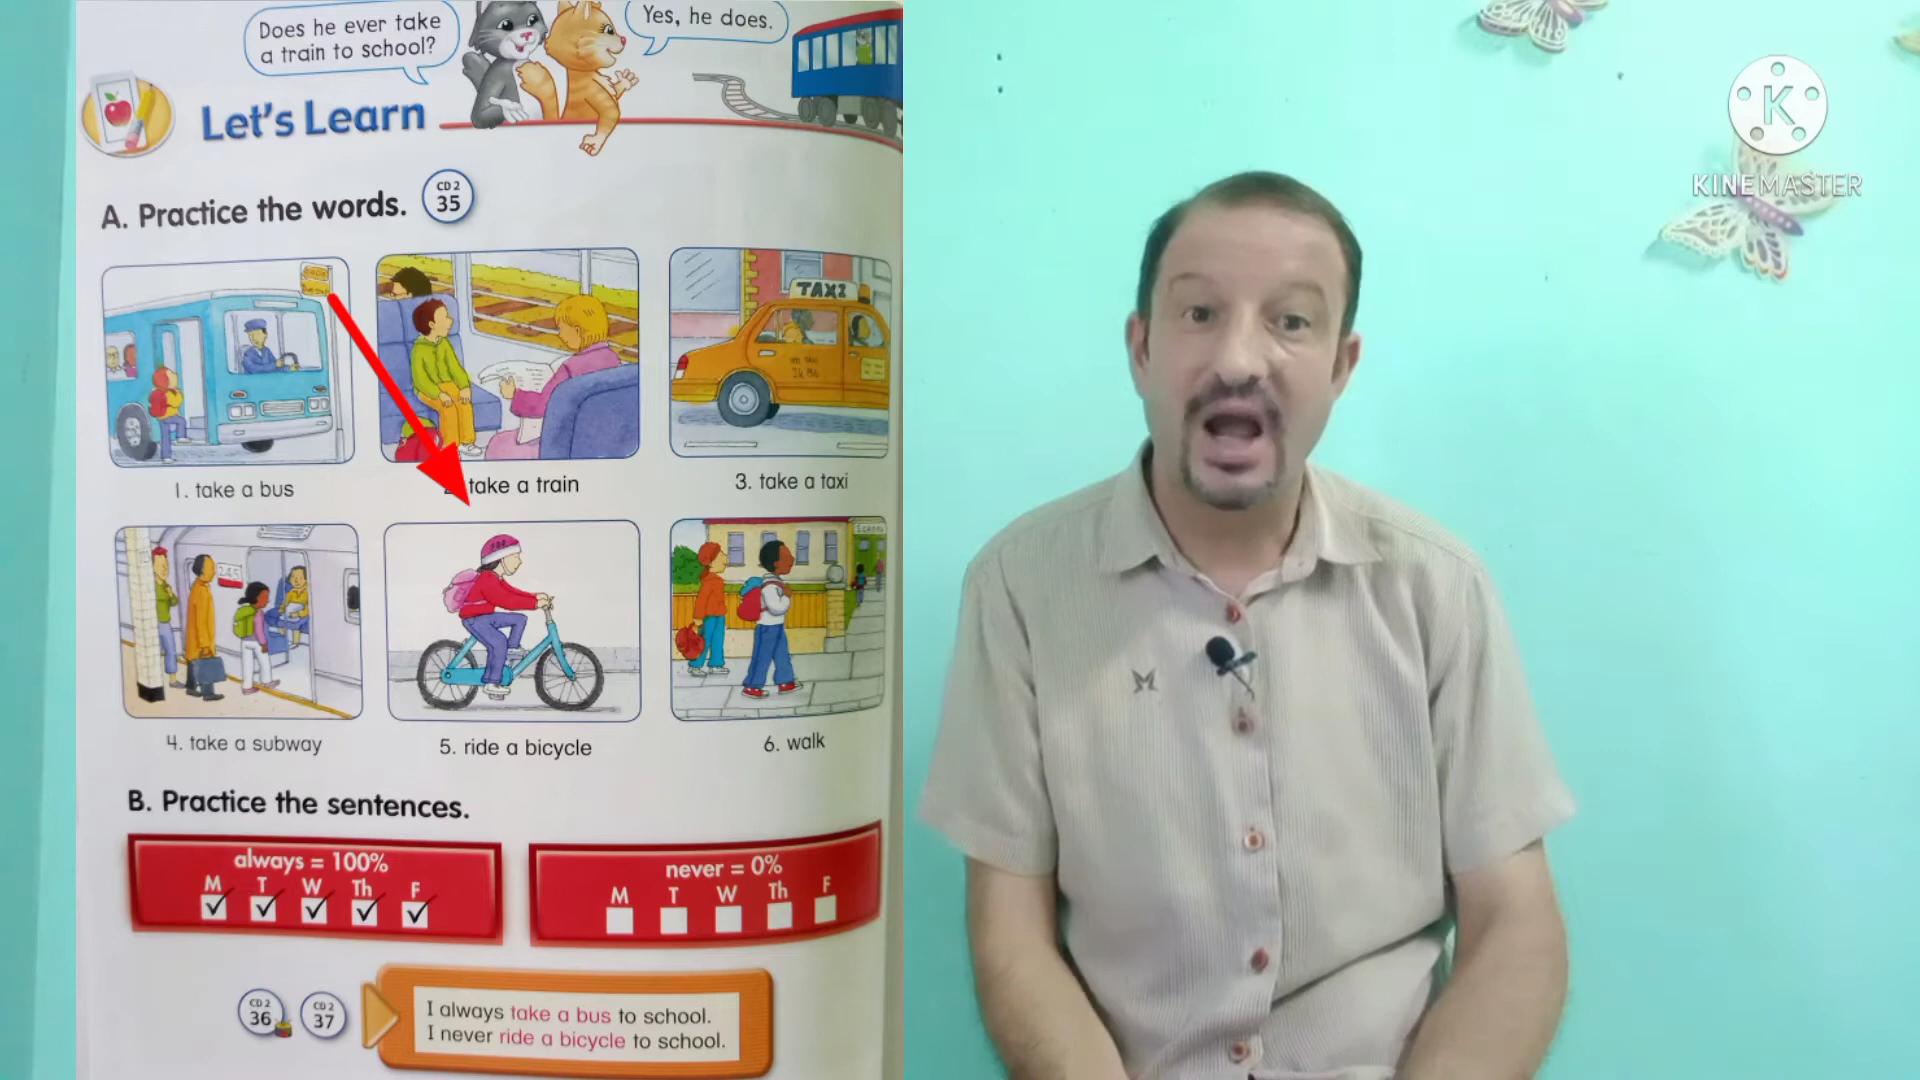 Does he ever take
a train to school?
Yes, he does.
Let's Learn
A. Practice the words.
CD 2
35
TAXI
1. take a bus
take a train
3. take a taxi
245
SCHOOL
4. take a subway
5. ride a bicycle
6. walk
B. Practice the sentences.
always = 100%
M T W Th F
never = 0%
M T W Th F
CD 2
36
CD 2
37
I always take a bus to school.
I never ride a bicycle to school.
K
KINEMASTER